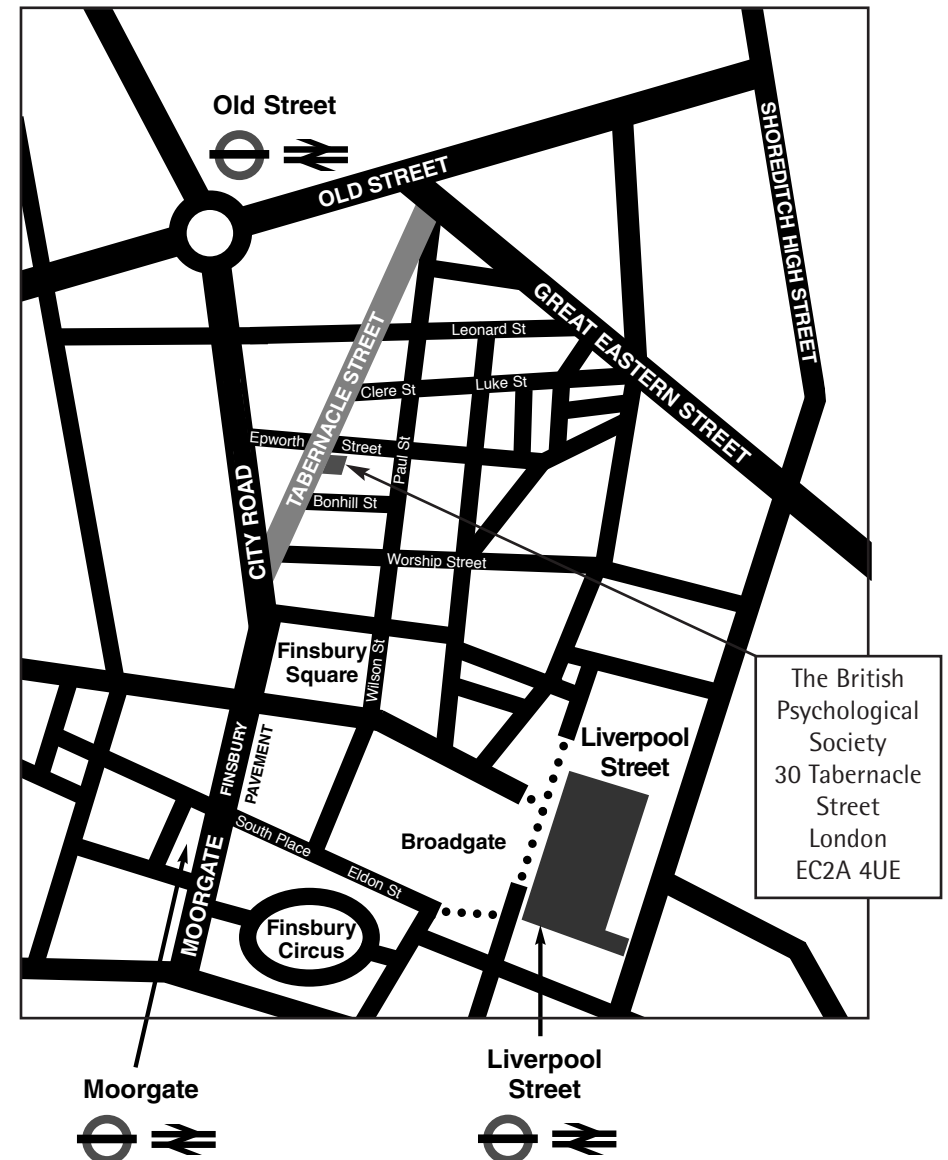 Old Street
OLD STREET
SHOREDITCH HIGH STREET
GREAT EASTERN STREET
TABERNACLE STREET
Leonard St
Clere St
Luke St
Epworth Street
Paul St
Bonhill St
CITY ROAD
Worship Street
Finsbury
Square
Wilson St
The British
Psychological
Society
30 Tabernacle
Street
London
EC2A 4UE
Liverpool
Street
FINSBURY
PAVEMENT
South Place
Broadgate
Eldon St
MOORGATE
Finsbury
Circus
Moorgate
Liverpool
Street